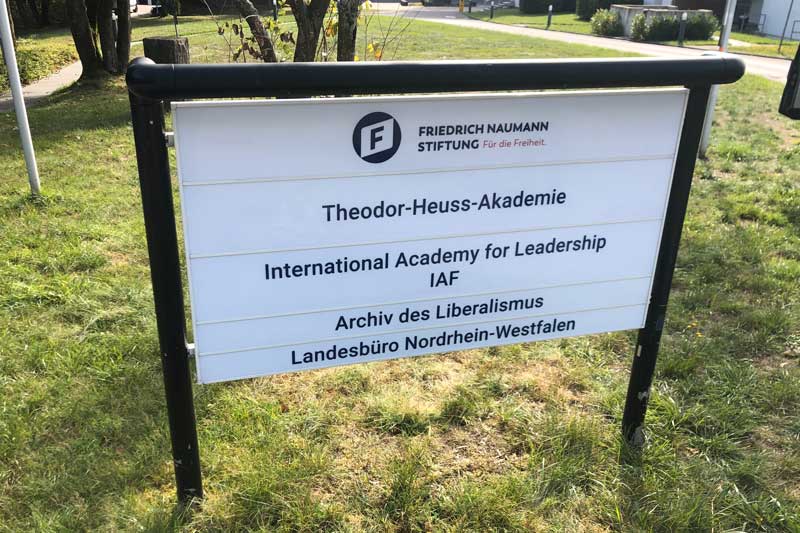 F
FRIEDRICH NAUMANN
STIFTUNG Für die Freiheit.
Theodor-Heuss-Akademie
International Academy for Leadership
IAF
Archiv des Liberalismus
Landesbüro Nordrhein-Westfalen